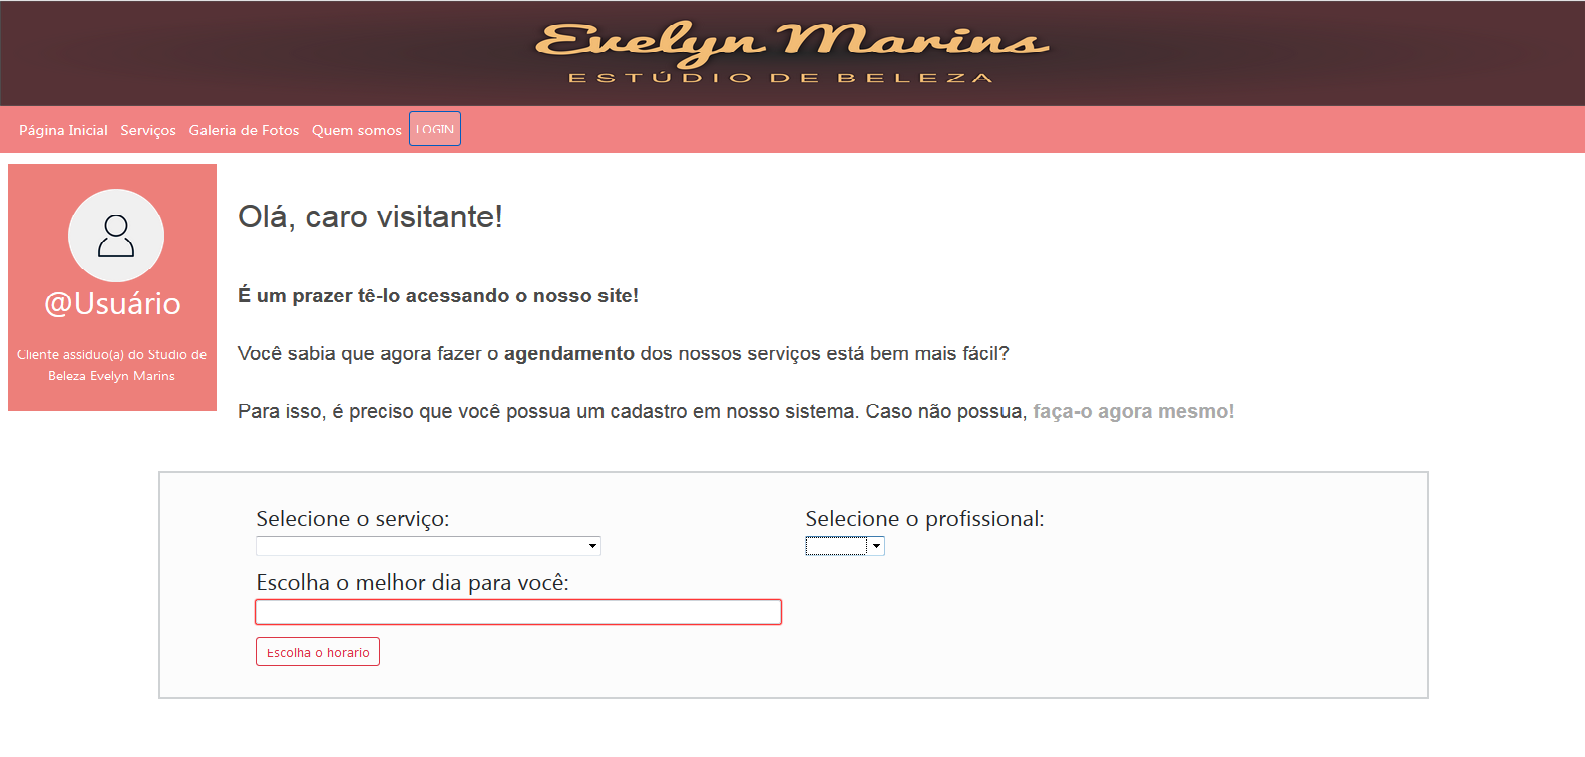 Evelyn Marins
ESTÚDIO DE BELEZA
Página Inicial Serviços Galeria de Fotos Quem somos LOGIN
@Usuário
Cliente assíduo(a) do Studio de
Beleza Evelyn Marins
Olá, caro visitante!
É um prazer tê-lo acessando o nosso site!
Você sabia que agora fazer o agendamento dos nossos serviços está bem mais fácil?
Para isso, é preciso que você possua um cadastro em nosso sistema. Caso não possua, faça-o agora mesmo!
Selecione o serviço:
Selecione o profissional:
Escolha o melhor dia para você:
Escolha o horario